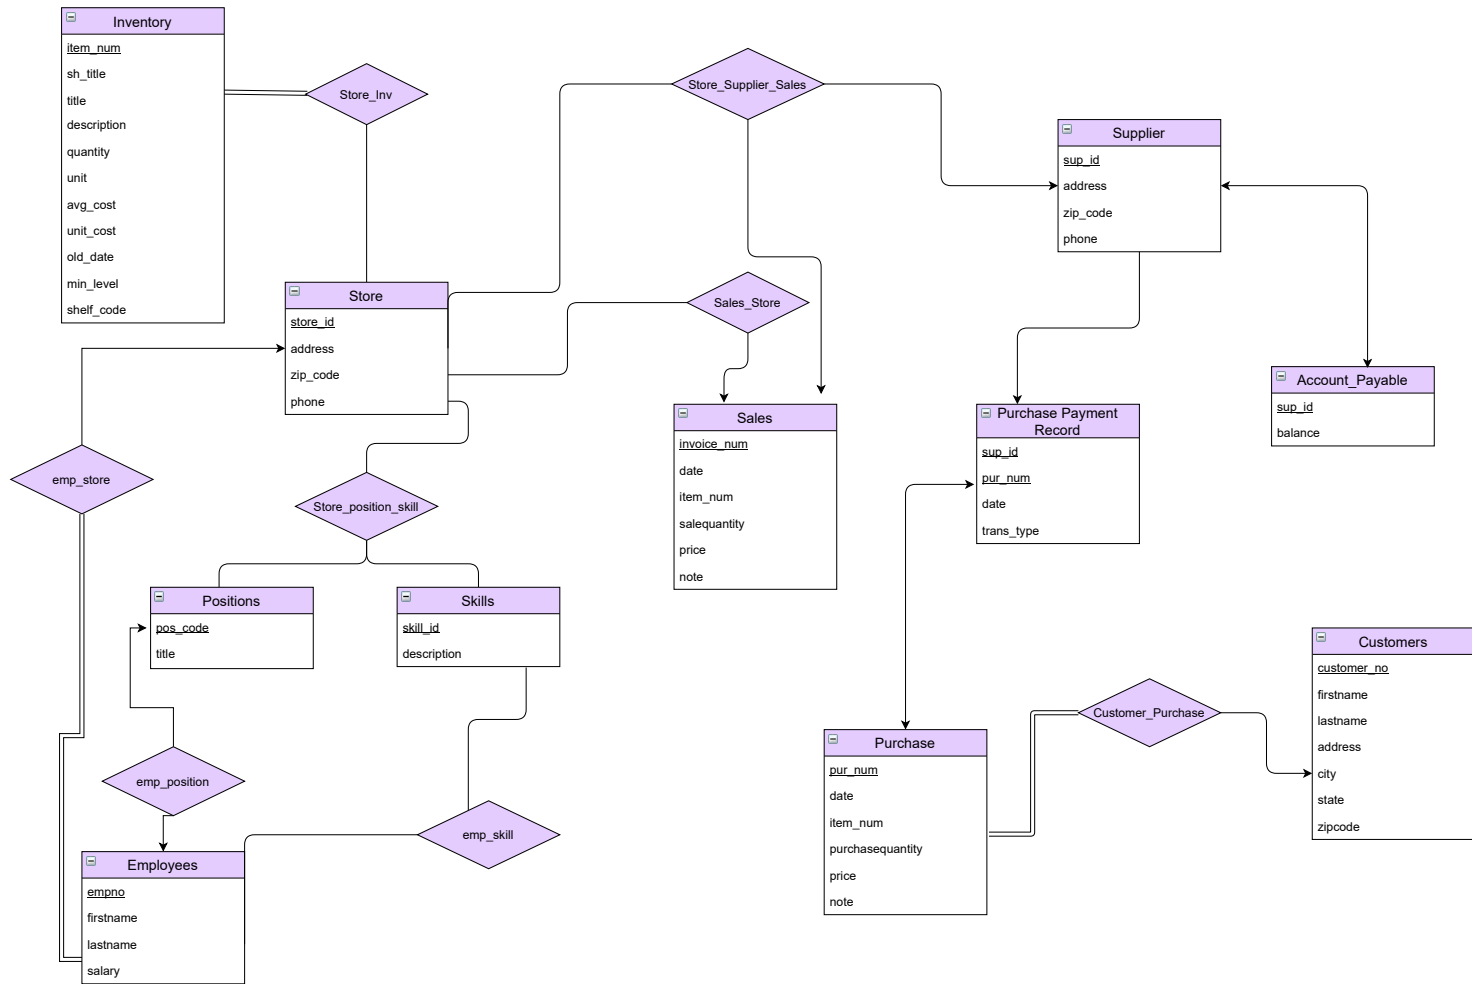 Inventory
item_num
sh_title
title
description
quantity
unit
avg_cost
unit_cost
old_date
min_level
shelf_code
Store_Inv
Store_Supplier_Sales
Supplier
sup_id
address
zip_code
phone
Store
store_id
address
zip_code
phone
Sales_Store
Account_Payable
sup_id
balance
Sales
invoice_num
date
item_num
salequantity
price
note
Purchase Payment
Record
sup_id
pur_num
date
trans_type
emp_store
Store_position_skill
Positions
pos_code
title
Skills
skill_id
description
Customers
customer_no
firstname
lastname
address
city
state
zipcode
Customer_Purchase
Purchase
pur_num
date
item_num
purchasequantity
price
note
emp_position
emp_skill
Employees
empno
firstname
lastname
salary